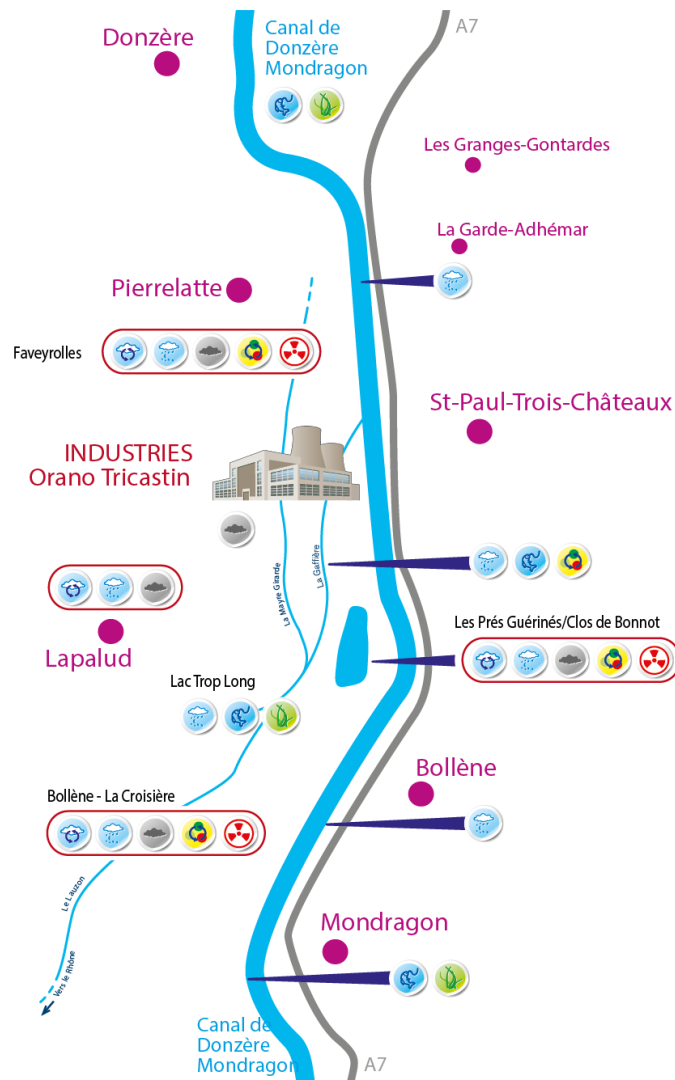 Donzère
Canal de
Donzère
Mondragon
A7
Les Granges-Gontardes
La Garde-Adhémar
Pierrelatte
Faveyrolles
St-Paul-Trois-Châteaux
INDUSTRIES
Orano Tricastin
La Mayre Girarde
La Gaffière
Lapalud
Les Prés Guérinés/Clos de Bonnot
Lac Trop Long
Bollène
Bollène - La Croisière
Le Lauzon
Mondragon
Vers le Rhône
Canal de
Donzère
Mondragon
A7